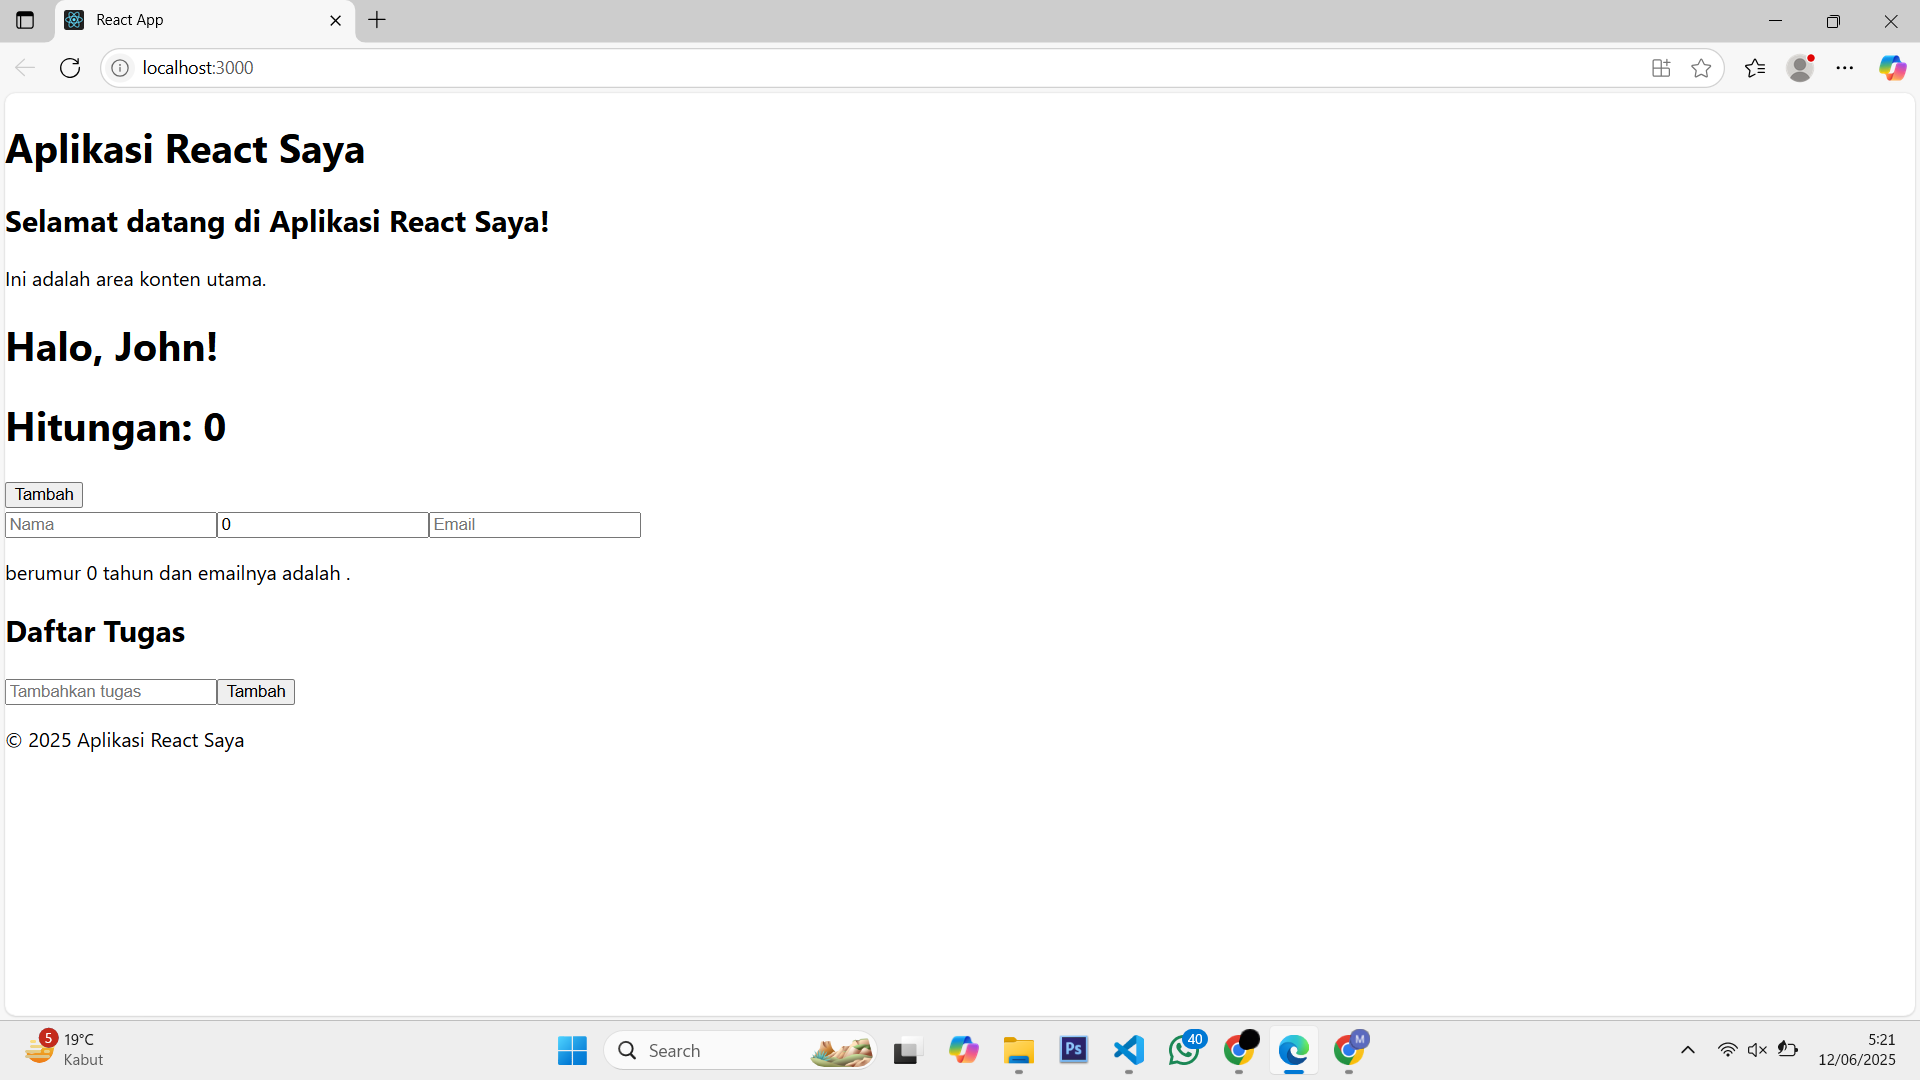 React App
localhost:3000
Aplikasi React Saya
Selamat datang di Aplikasi React Saya!
Ini adalah area konten utama.
Halo, John!
Hitungan: 0
Tambah
Nama 0 Email
berumur 0 tahun dan emailnya adalah .
Daftar Tugas
Tambahkan tugas Tambah
© 2025 Aplikasi React Saya
5 19°C
Kabut
Search
Ps
40
M
5:21
12/06/2025